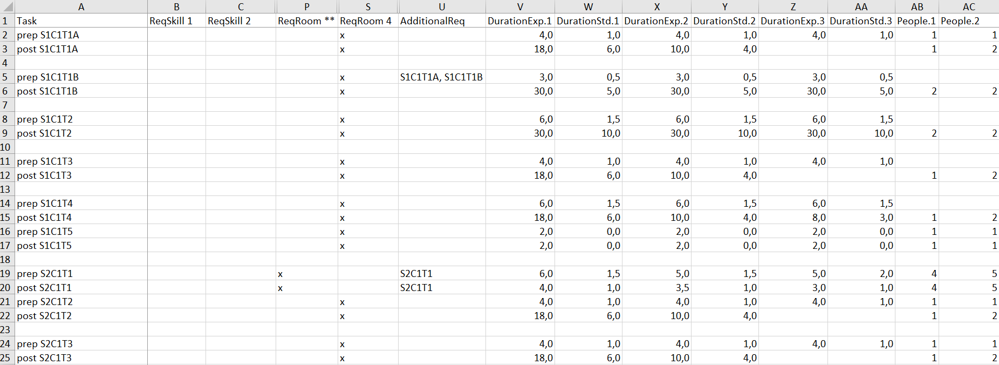 A B C P S U V W X Y Z AA AB AC
1 Task ReqSkill 1 ReqSkill 2 ReqRoom ** ReqRoom 4 AdditionalReq DurationExp.1 DurationStd.1 DurationExp.2 DurationStd.2 DurationExp.3 DurationStd.3 People.1 People.2
2 prep S1C1T1A x 4,0 1,0 4,0 1,0 4,0 1,0 1 1
3 post S1C1T1A x 18,0 6,0 10,0 4,0 1 2
4
5 prep S1C1T1B x S1C1T1A, S1C1T1B 3,0 0,5 3,0 0,5 3,0 0,5
6 post S1C1T1B x 30,0 5,0 30,0 5,0 30,0 5,0 2 2
7
8 prep S1C1T2 x 6,0 1,5 6,0 1,5 6,0 1,5
9 post S1C1T2 x 30,0 10,0 30,0 10,0 30,0 10,0 2 2
10
11 prep S1C1T3 x 4,0 1,0 4,0 1,0 4,0 1,0
12 post S1C1T3 x 18,0 6,0 10,0 4,0 1 2
13
14 prep S1C1T4 x 6,0 1,5 6,0 1,5 6,0 1,5
15 post S1C1T4 x 18,0 6,0 10,0 4,0 8,0 3,0 1 2
16 prep S1C1T5 x 2,0 0,0 2,0 0,0 2,0 0,0 1 1
17 post S1C1T5 x 2,0 0,0 2,0 0,0 2,0 0,0 1 1
18
19 prep S2C1T1 x S2C1T1 6,0 1,5 5,0 1,5 5,0 2,0 4 5
20 post S2C1T1 x S2C1T1 4,0 1,0 3,5 1,0 3,0 1,0 4 5
21 prep S2C1T2 x 4,0 1,0 4,0 1,0 4,0 1,0 1 1
22 post S2C1T2 x 18,0 6,0 10,0 4,0 1 2
23
24 prep S2C1T3 x 4,0 1,0 4,0 1,0 4,0 1,0 1 1
25 post S2C1T3 x 18,0 6,0 10,0 4,0 1 2